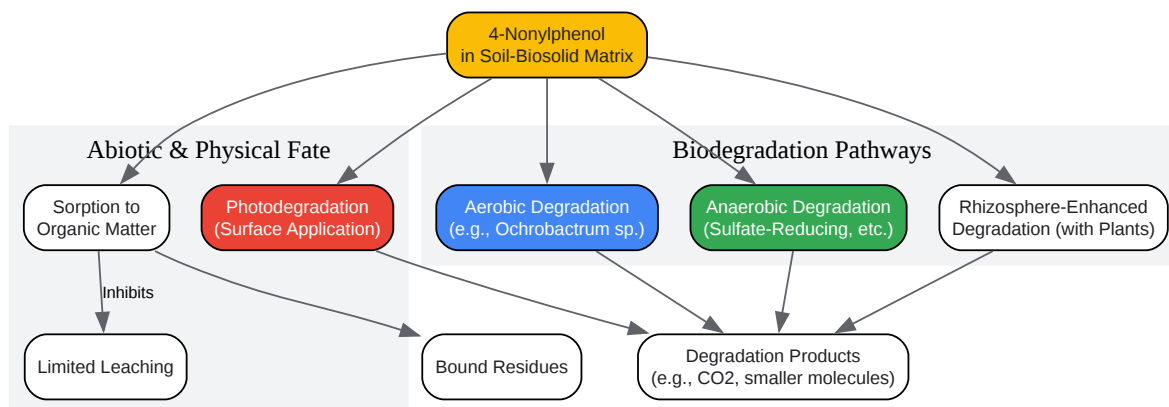 4-Nonylphenol
in Soil-Biosolid Matrix
Abiotic & Physical Fate
Biodegradation Pathways
Sorption to
Organic Matter
Photodegradation
(Surface Application)
Aerobic Degradation
(e.g., Ochrobactrum sp.)
Anaerobic Degradation
(Sulfate-Reducing, etc.)
Rhizosphere-Enhanced
Degradation (with Plants)
Inhibits
Limited Leaching
Bound Residues
Degradation Products
(e.g., CO2, smaller molecules)